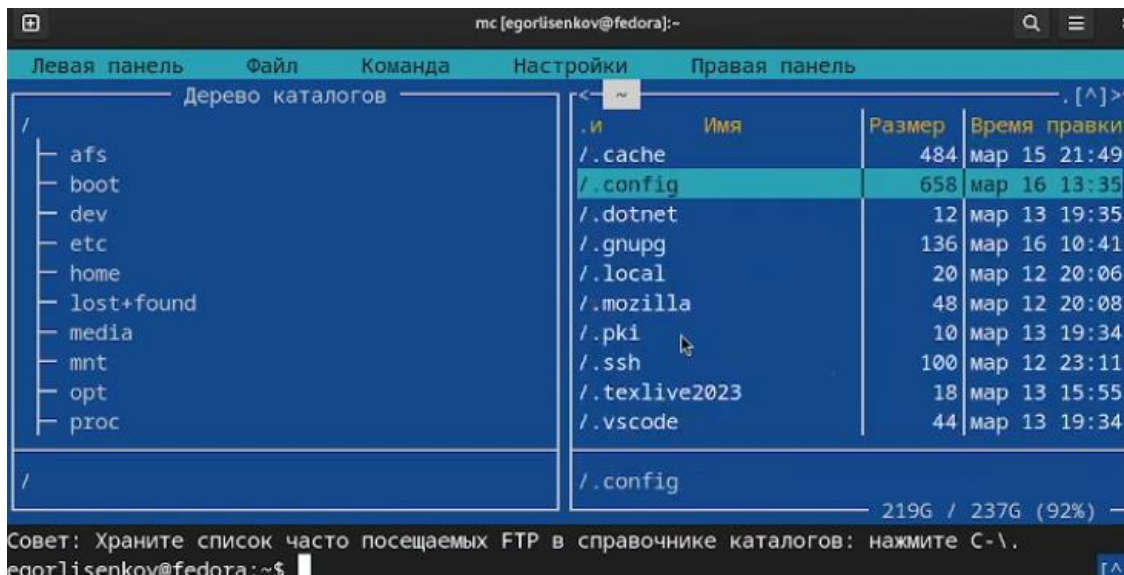 mc [egorlisenkov@fedora]:~
Левая панель Файл Команда Настройки Правая панель
Дерево каталогов
/
afs
boot
dev
etc
home
lost+found
media
mnt
opt
proc
/
<─ ~ ─.[^]>
.и Имя Размер Время правки
/.cache 484 мар 15 21:49
/.config 658 мар 16 13:35
/.dotnet 12 мар 13 19:35
/.gnupg 136 мар 16 10:41
/.local 20 мар 12 20:06
/.mozilla 48 мар 12 20:08
/.pki 10 мар 13 19:34
/.ssh 100 мар 12 23:11
/.texlive2023 18 мар 13 15:55
/.vscode 44 мар 13 19:34
/.config
219G / 237G (92%)
Совет: Храните список часто посещаемых FTP в справочнике каталогов: нажмите C-\.
egorlisenkov@fedora:~$ [^